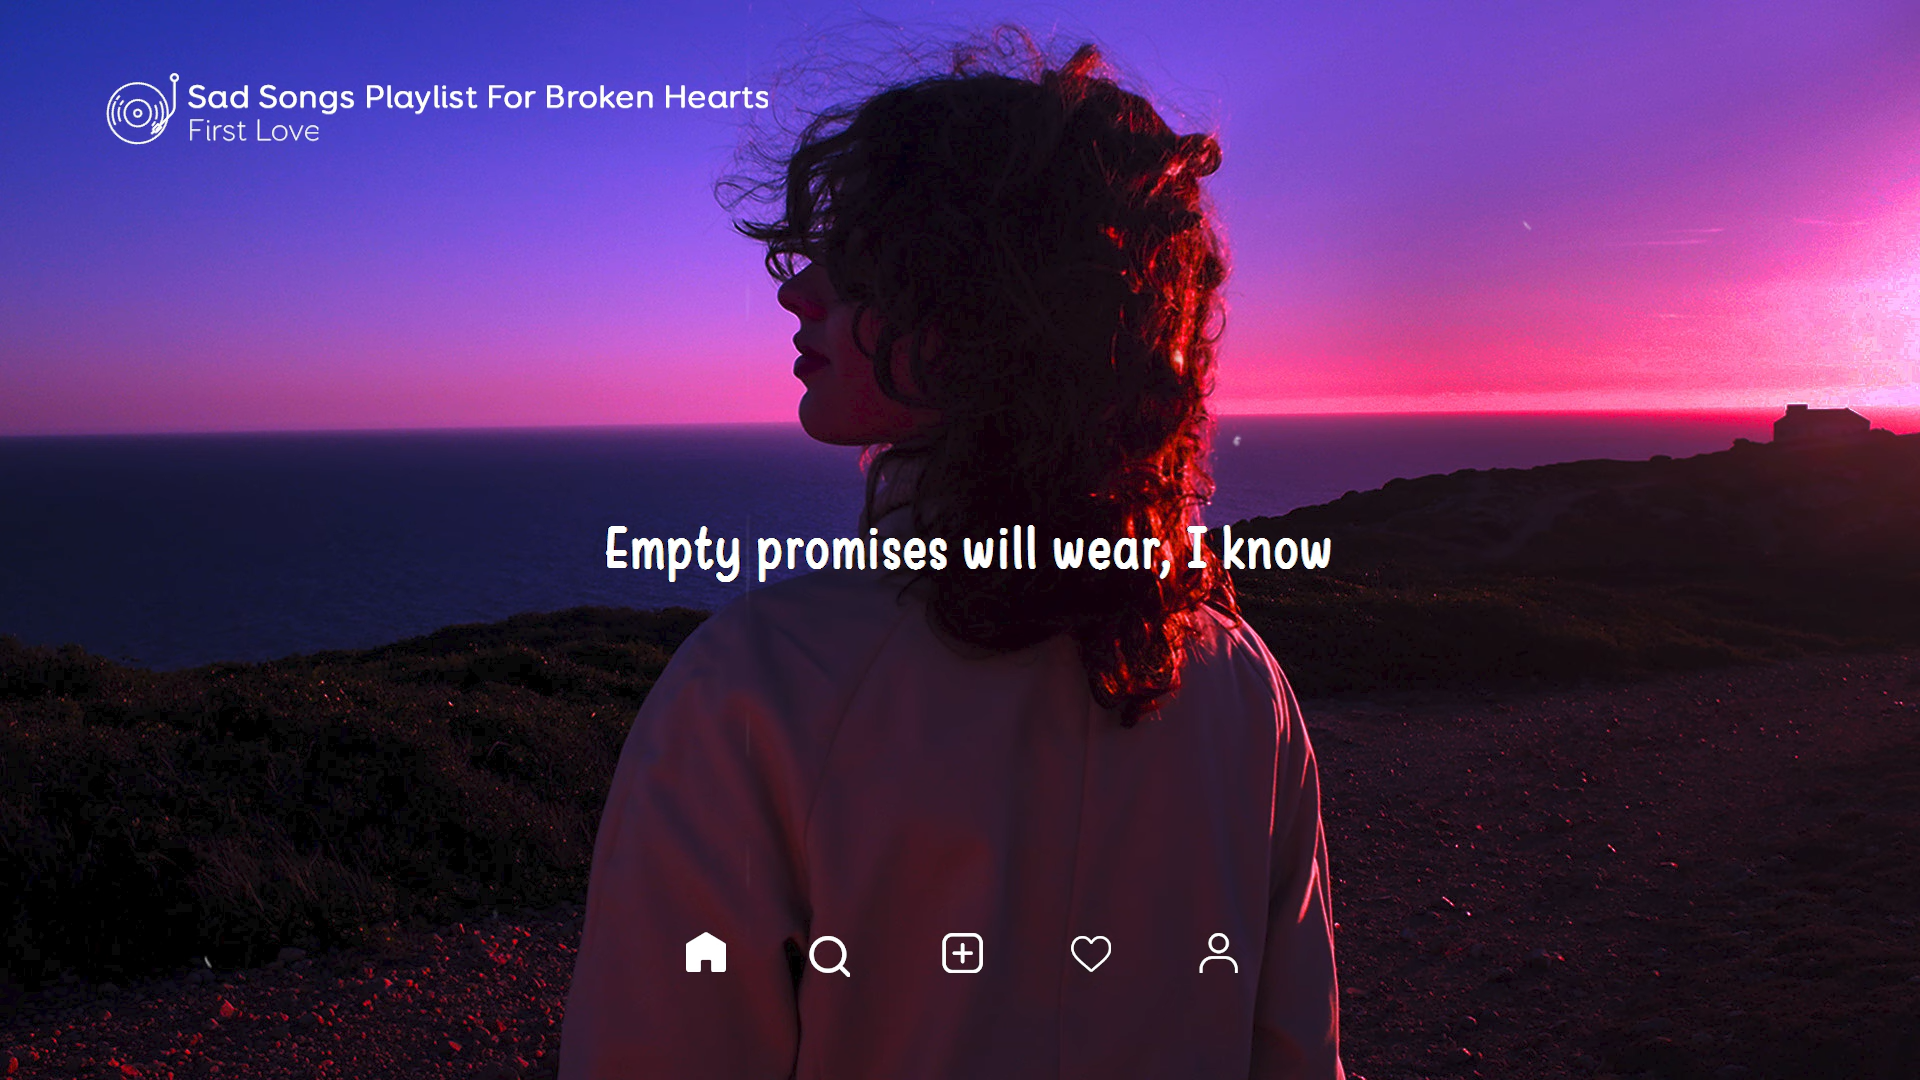 Sad Songs Playlist For Broken Hearts
First Love
Empty promises will wear, I know